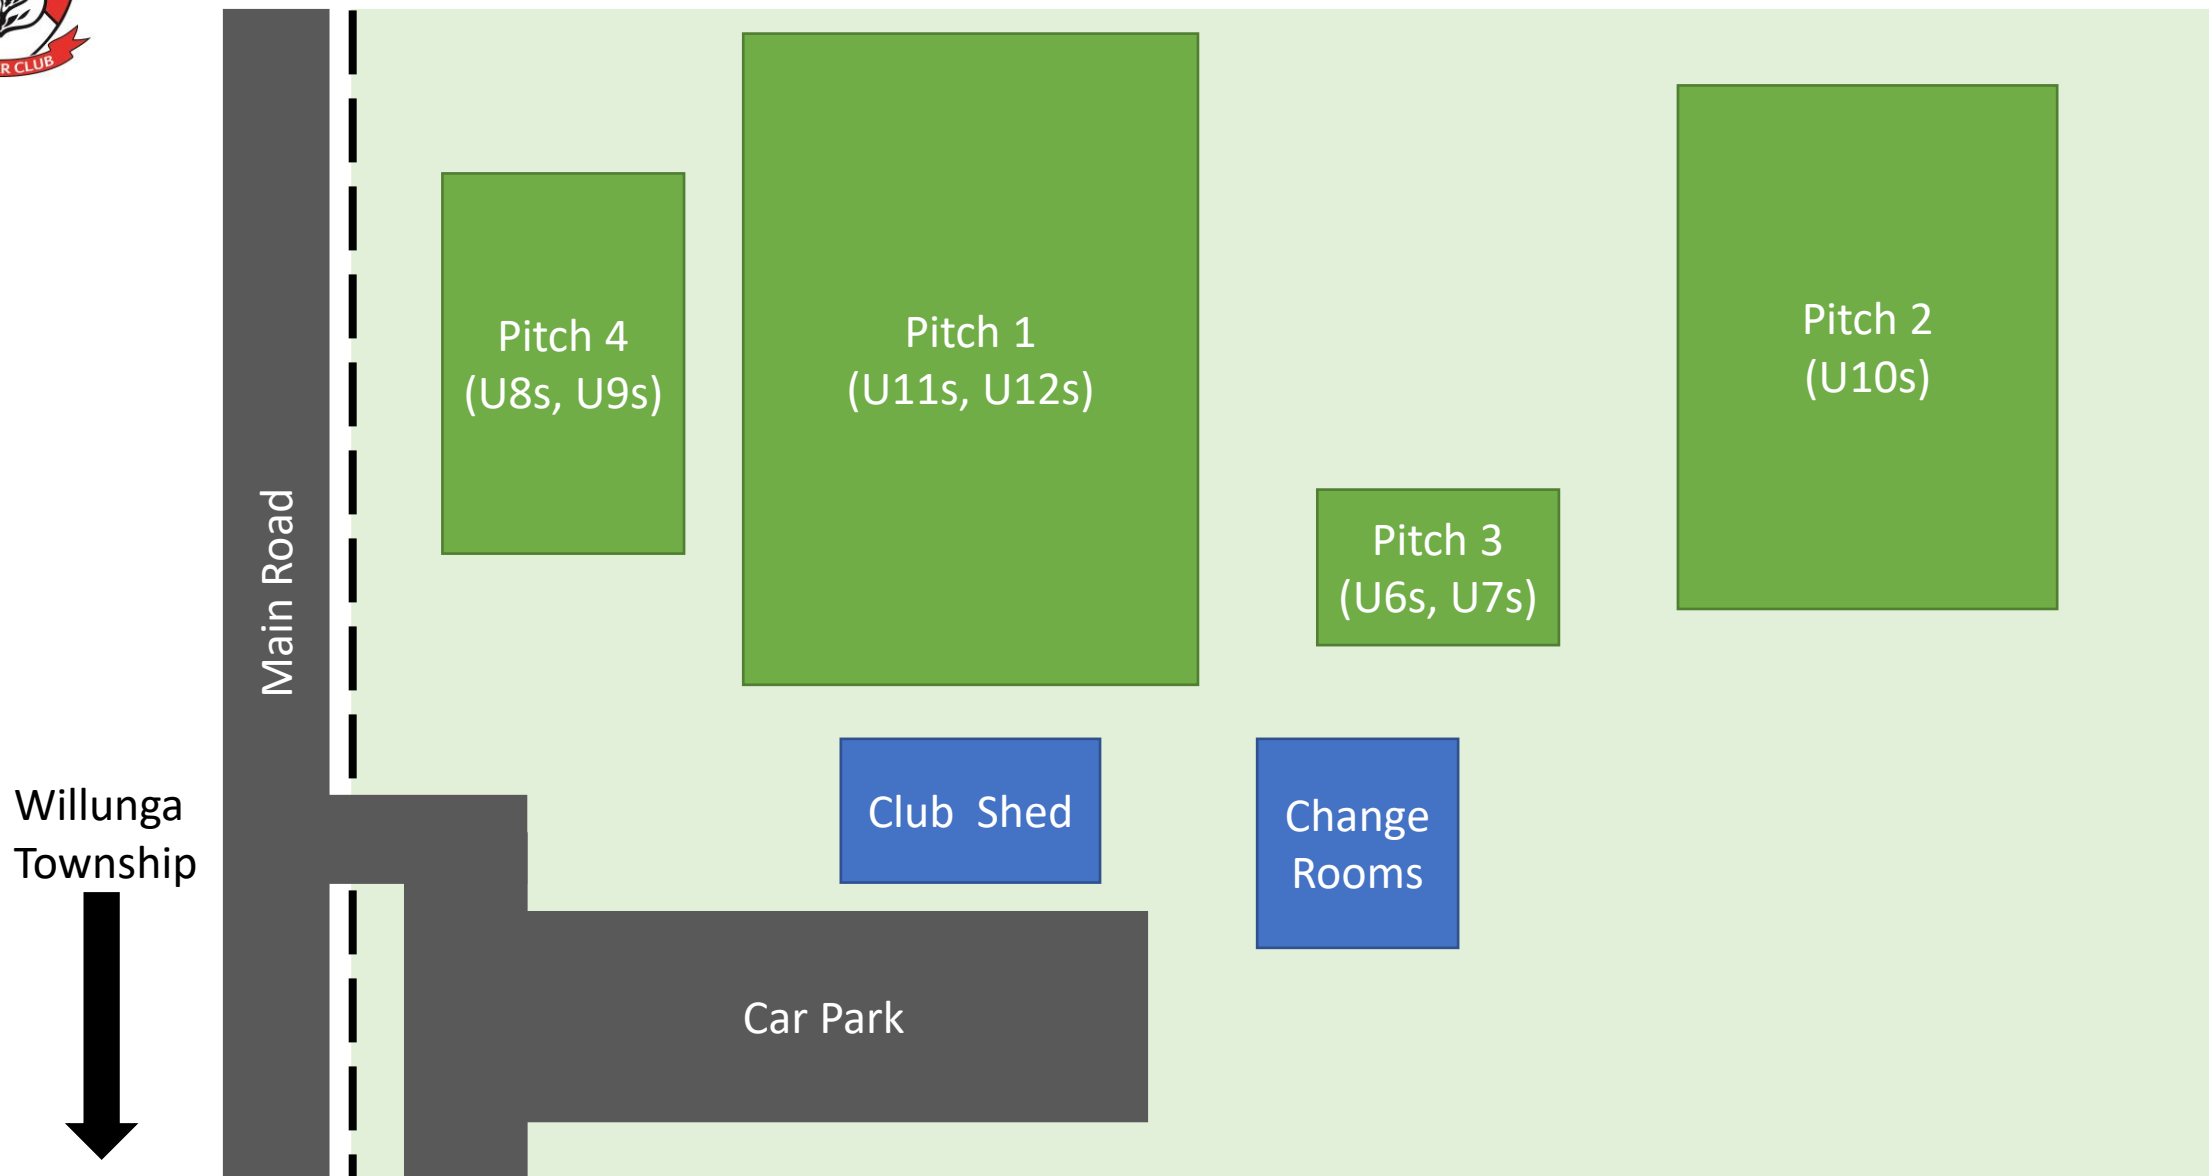 R CLUB
Pitch 4
(U8s, U9s)
Pitch 1
(U11s, U12s)
Pitch 2
(U10s)
Pitch 3
(U6s, U7s)
Main Road
Club Shed
Change
Rooms
Willunga
Township
Car Park